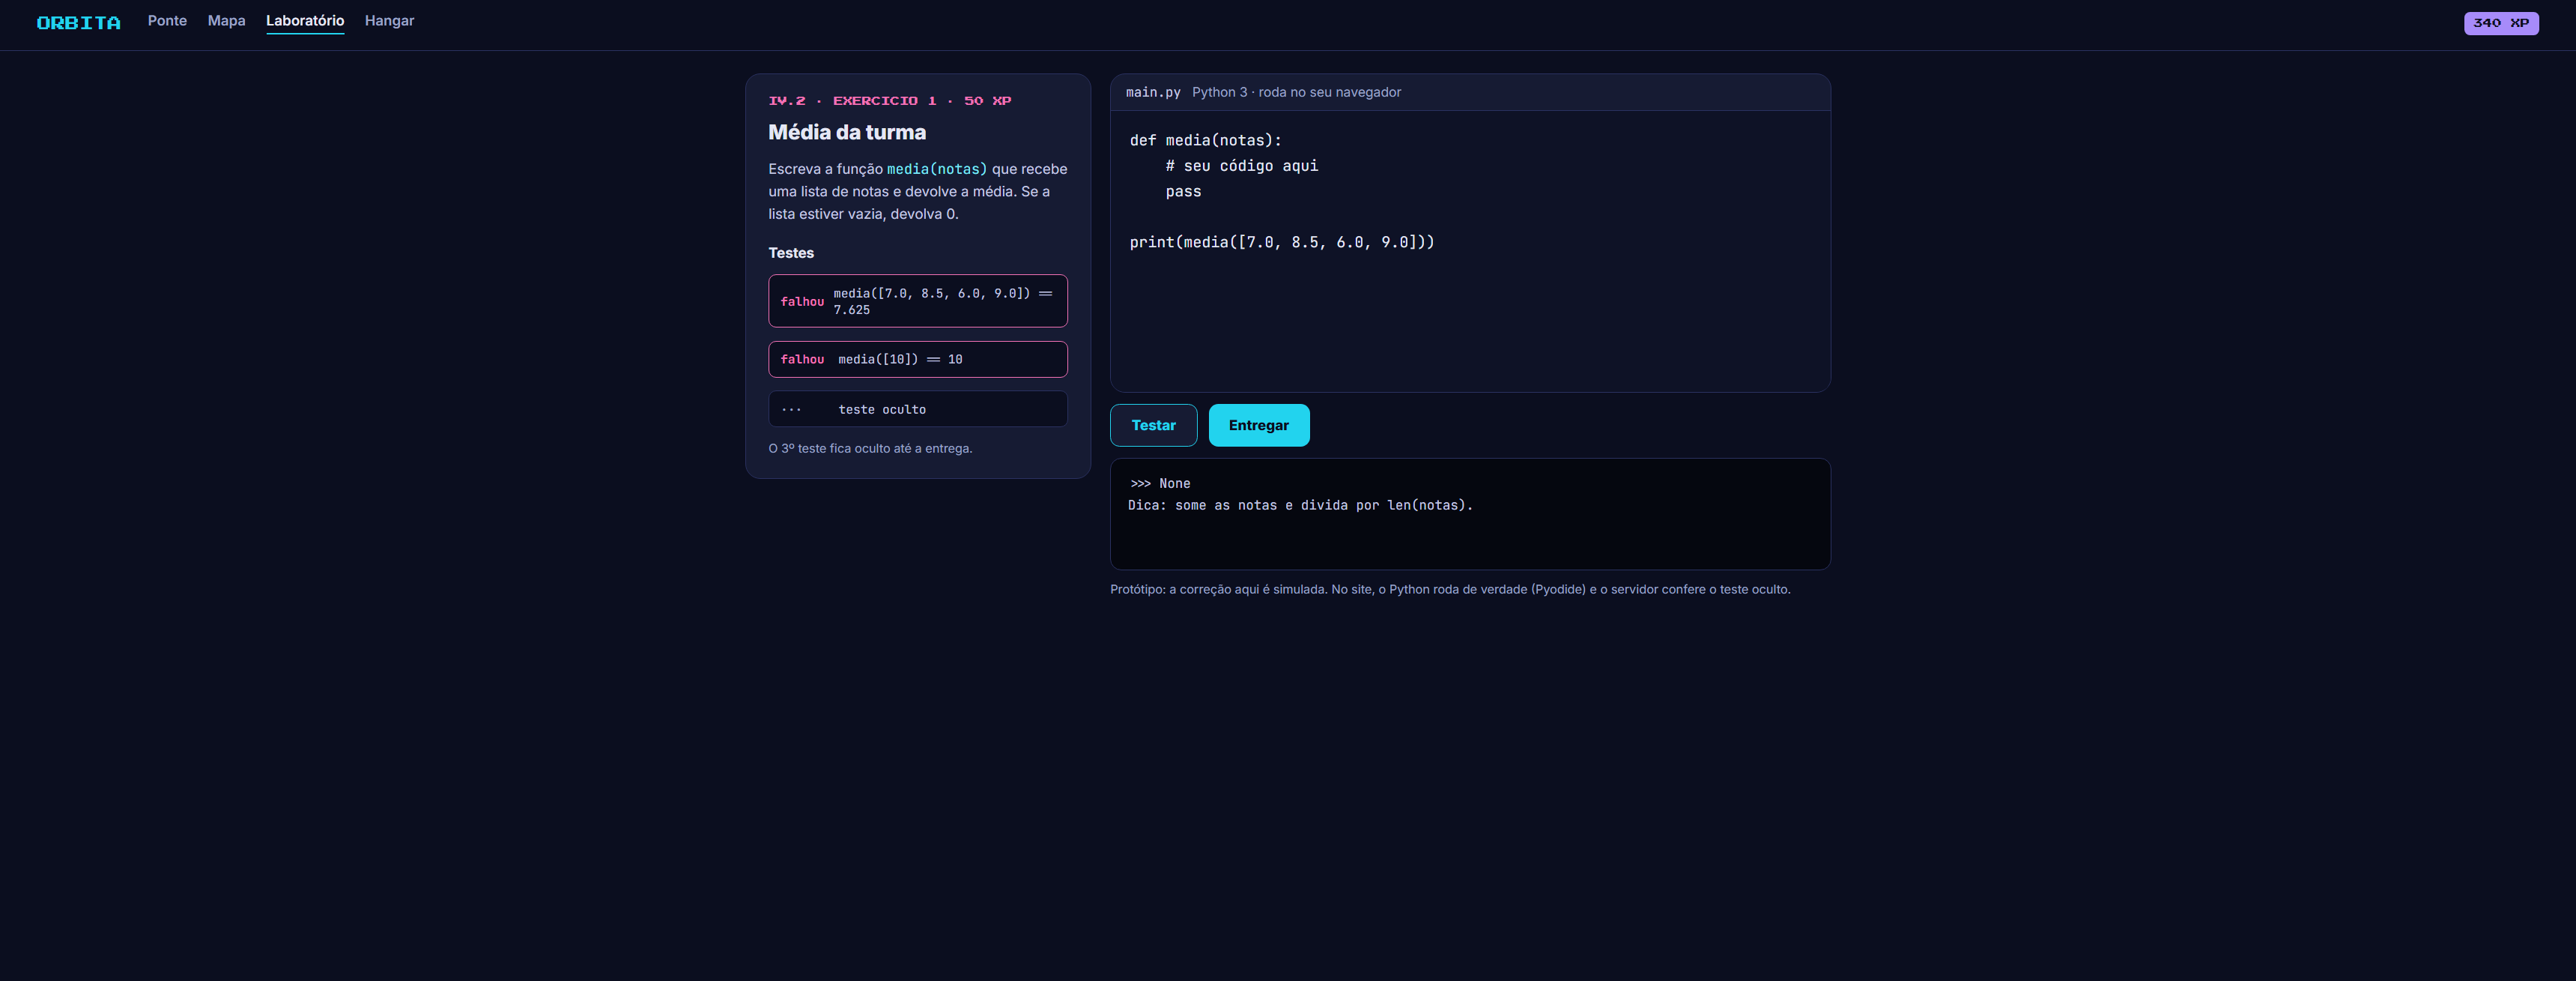 ORBITA
Ponte
Mapa
Laboratório
Hangar
340 XP
IV.2 · EXERCICIO 1 · 50 XP
Média da turma
Escreva a função media(notas) que recebe
uma lista de notas e devolve a média. Se a
lista estiver vazia, devolva 0.
Testes
falhou
media([7.0, 8.5, 6.0, 9.0]) ==
7.625
falhou media([10]) == 10
... teste oculto
O 3º teste fica oculto até a entrega.
main.py Python 3 · roda no seu navegador
def media(notas):
    # seu código aqui
    pass
print(media([7.0, 8.5, 6.0, 9.0]))
Testar
Entregar
>>> None
Dica: some as notas e divida por len(notas).
Protótipo: a correção aqui é simulada. No site, o Python roda de verdade (Pyodide) e o servidor confere o teste oculto.